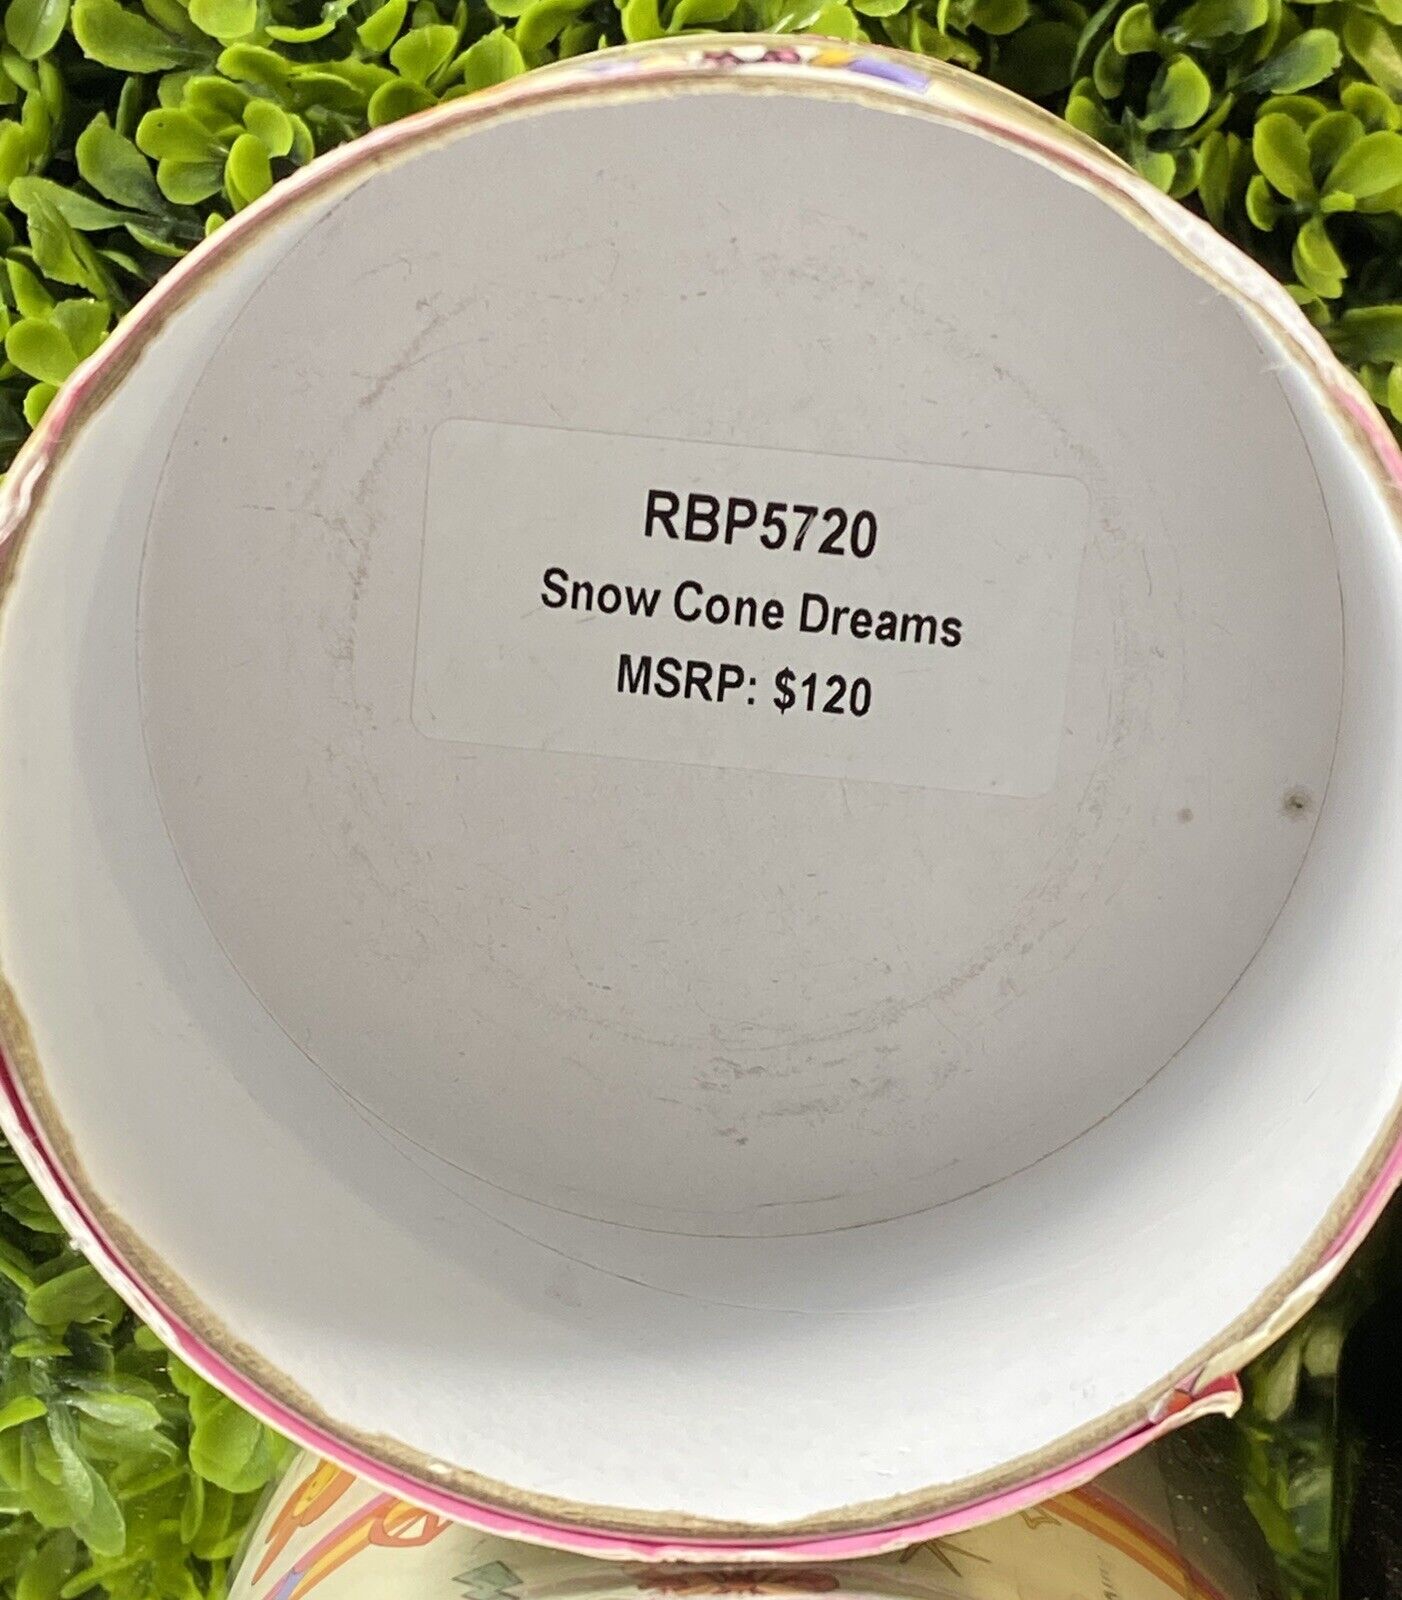 RBP5720
Snow Cone Dreams
MSRP: $120